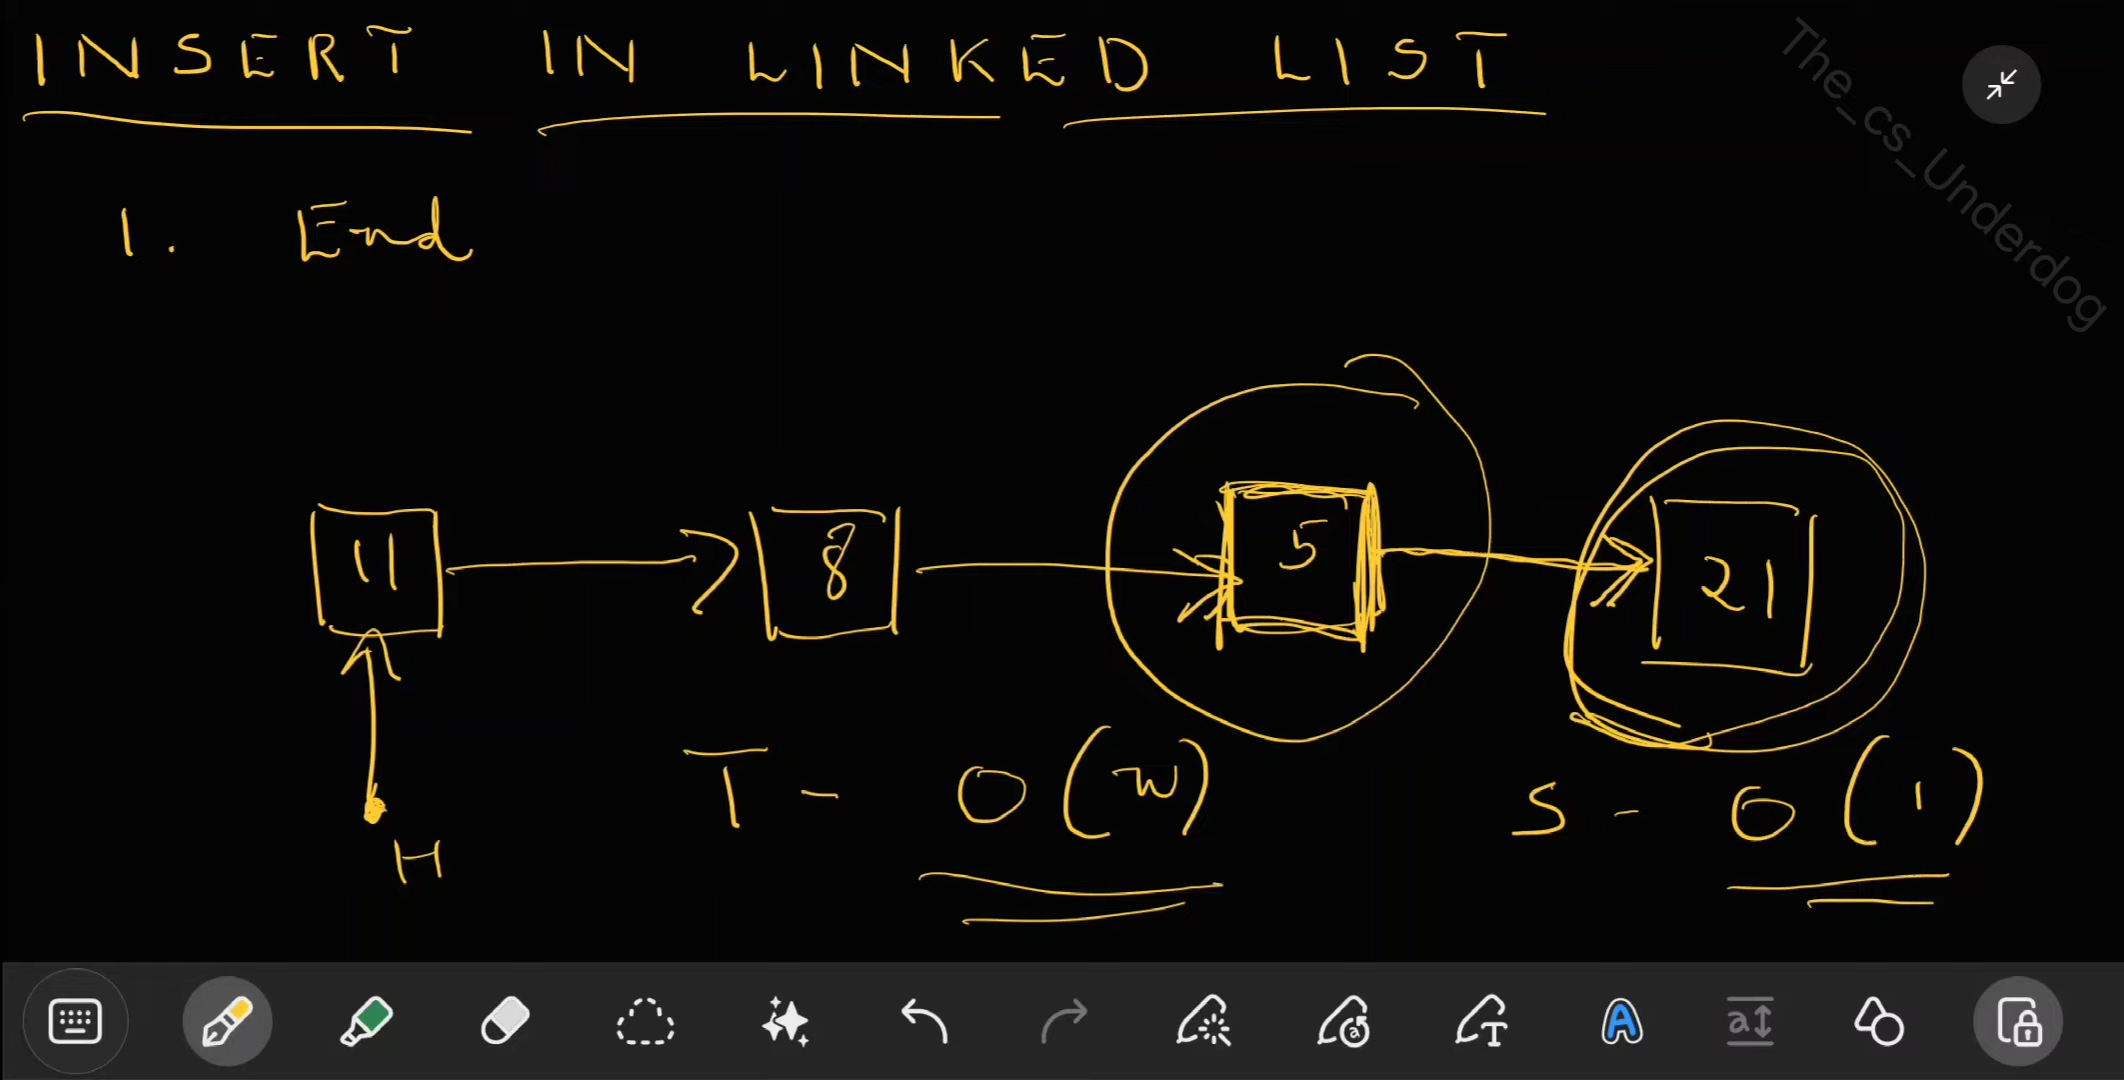 INSERT IN LINKED LIST
The_cs_Underdog
1. End
11 8 5 21
T - O(n) S - O(1)
H